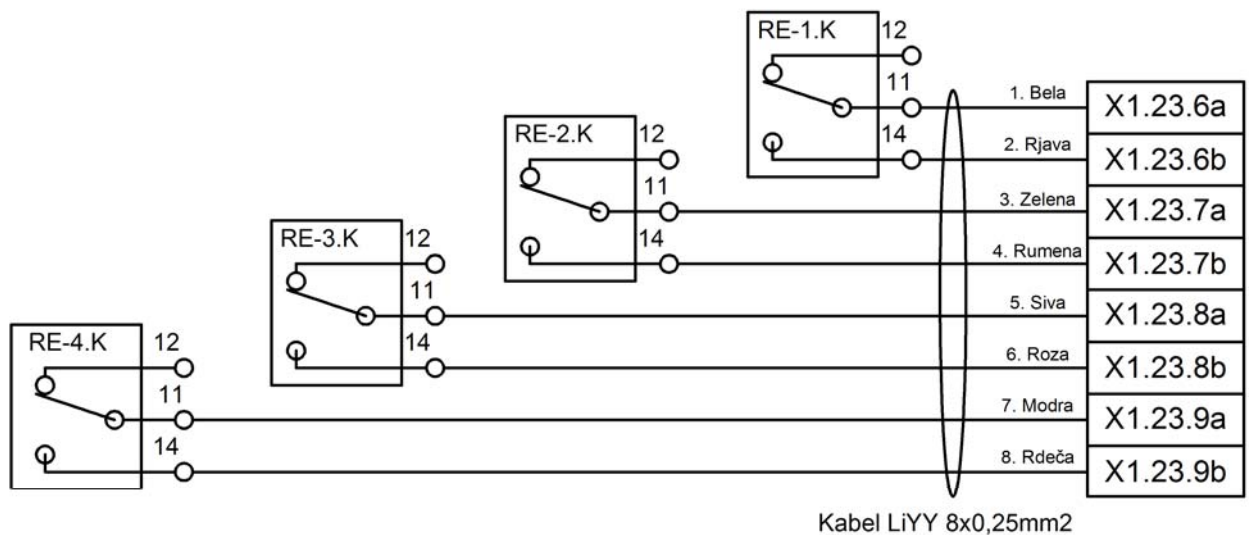 RE-1.K
12
11
14
1. Bela
X1.23.6a
2. Rjava
X1.23.6b
RE-2.K
12
11
14
3. Zelena
X1.23.7a
4. Rumena
X1.23.7b
RE-3.K
12
11
14
5. Siva
X1.23.8a
6. Roza
X1.23.8b
RE-4.K
12
11
14
7. Modra
X1.23.9a
8. Rdeča
X1.23.9b
Kabel LiYY 8x0,25mm2